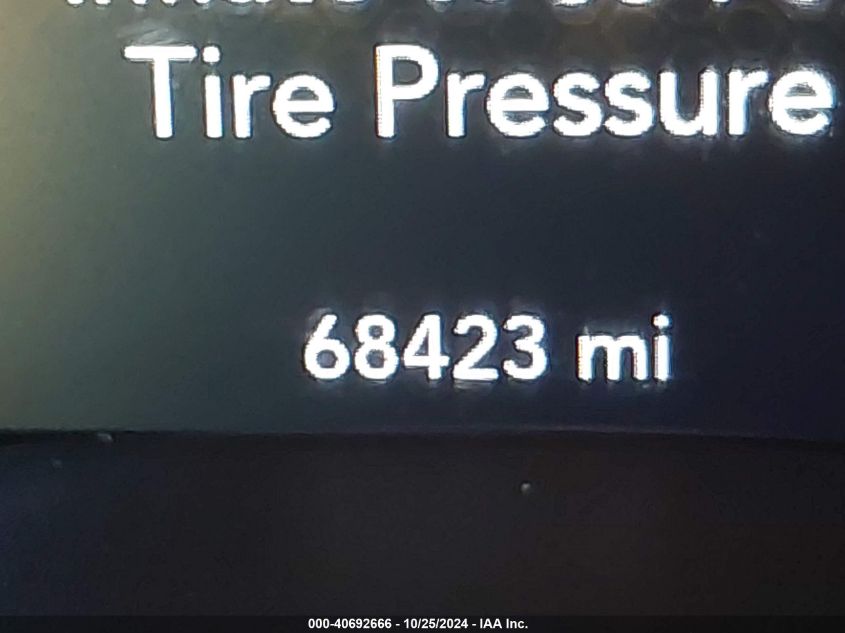 Tire Pressure
68423 mi
000-40692666 - 10/25/2024 - IAA Inc.